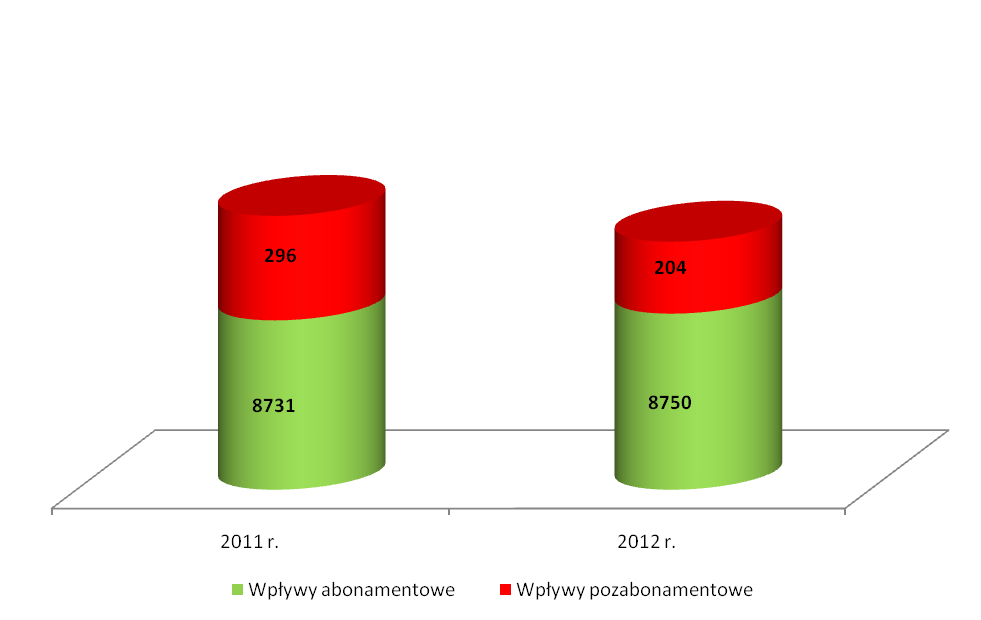 296
204
8731
8750
2011 r.
2012 r.
Wpływy abonamentowe
Wpływy pozabonamentowe